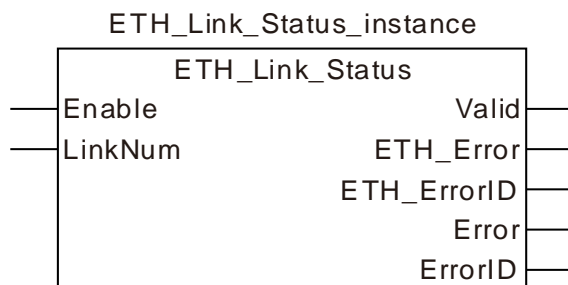 ETH_Link_Status_instance
ETH_Link_Status
Enable Valid
LinkNum ETH_Error
ETH_ErrorID
Error
ErrorID